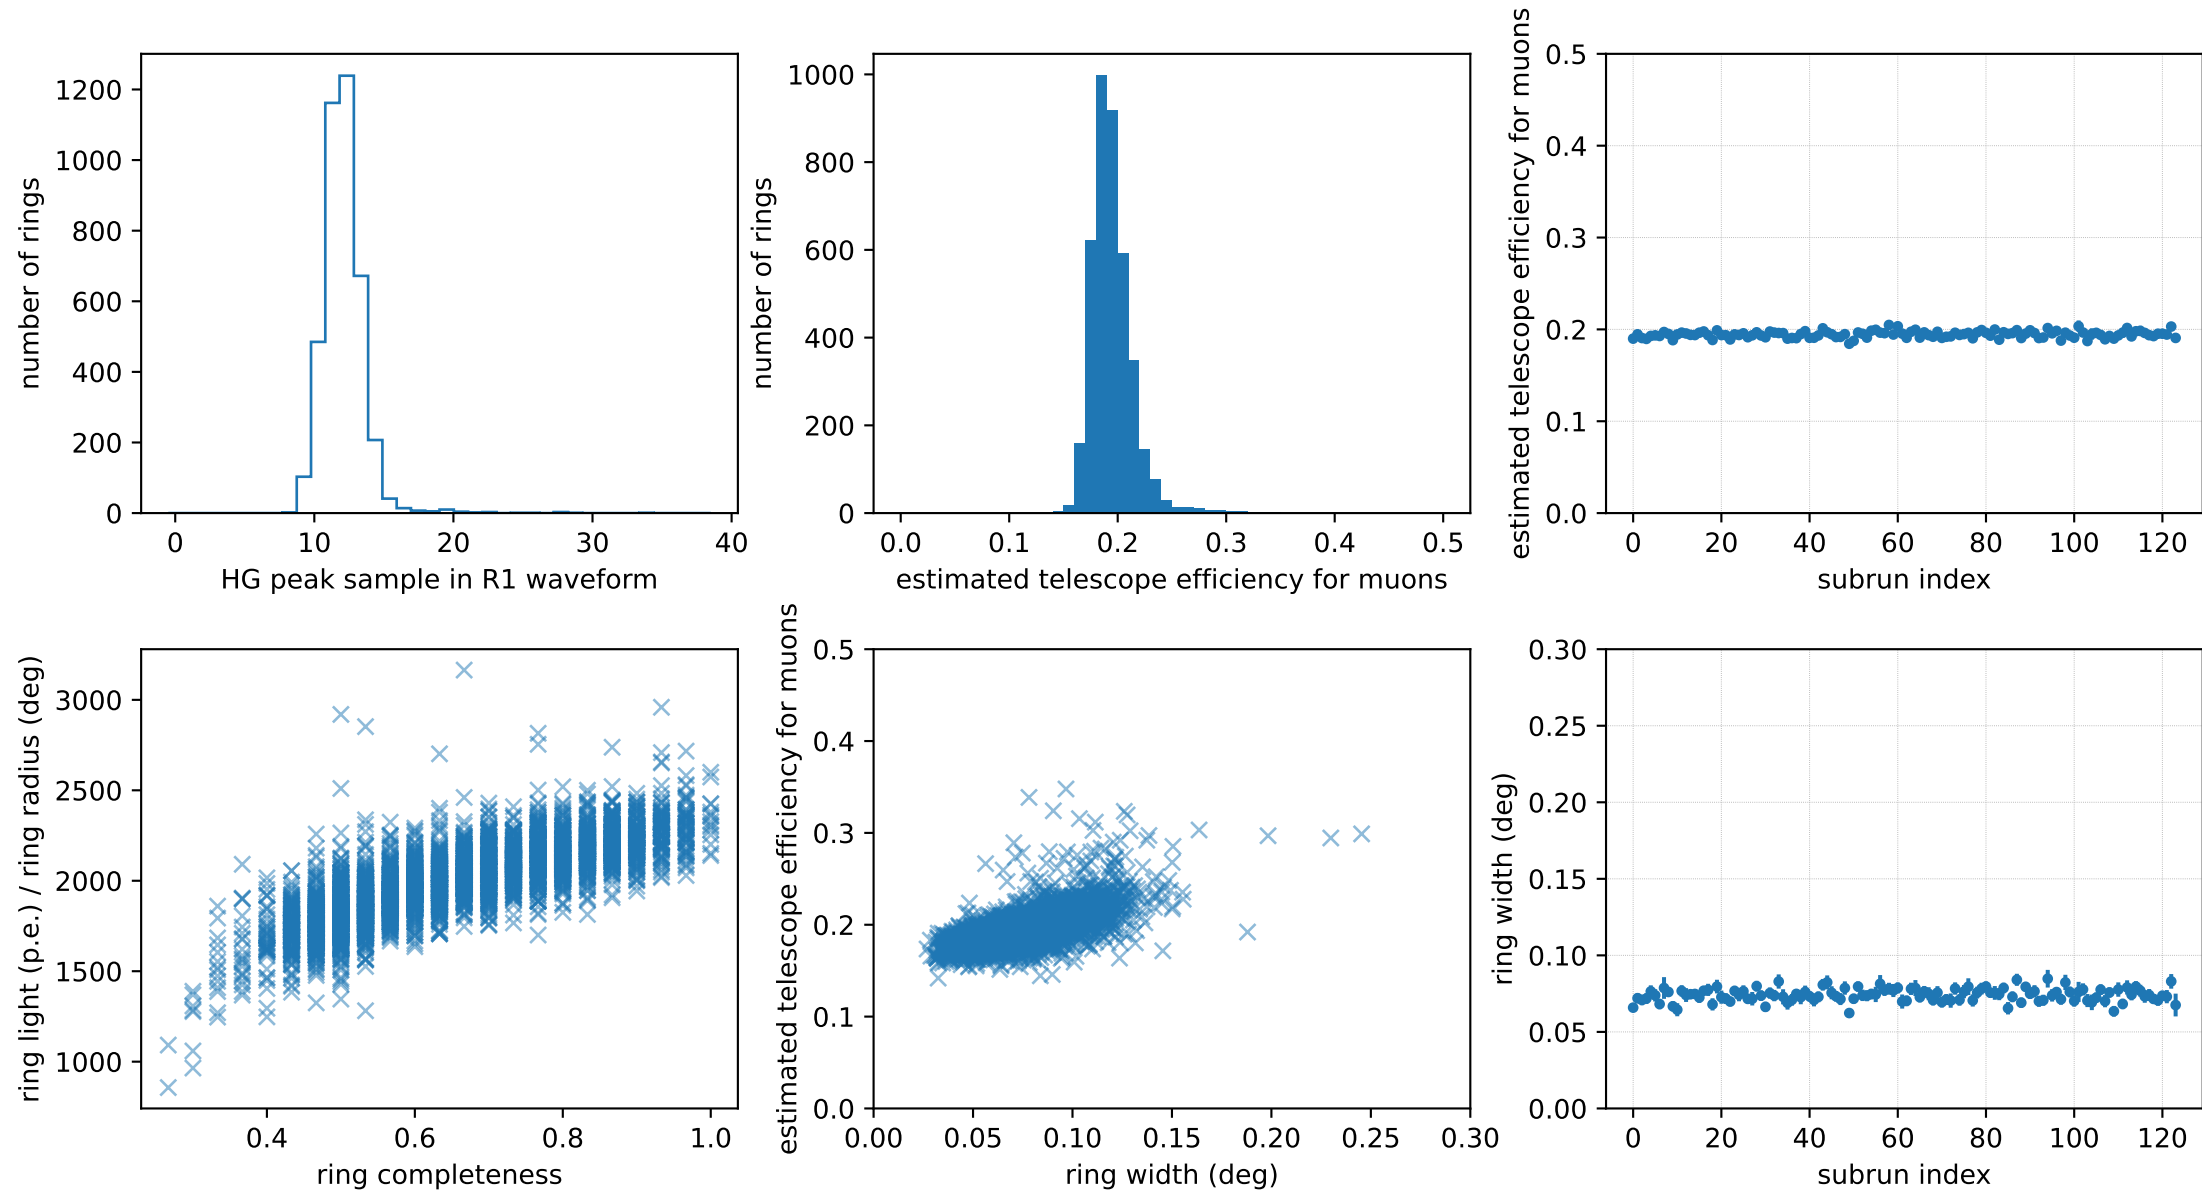 number of rings
1200
1000
800
600
400
200
0
0 10 20 30 40
HG peak sample in R1 waveform
number of rings
1000
800
600
400
200
0
0.0 0.1 0.2 0.3 0.4 0.5
estimated telescope efficiency for muons
estimated telescope efficiency for muons
0.5
0.4
0.3
0.2
0.1
0.0
0 20 40 60 80 100 120
subrun index
ring light (p.e.) / ring radius (deg)
3000
2500
2000
1500
1000
0.4 0.6 0.8 1.0
ring completeness
estimated telescope efficiency for muons
0.5
0.4
0.3
0.2
0.1
0.0
0.00 0.05 0.10 0.15 0.20 0.25 0.30
ring width (deg)
ring width (deg)
0.30
0.25
0.20
0.15
0.10
0.05
0.00
0 20 40 60 80 100 120
subrun index